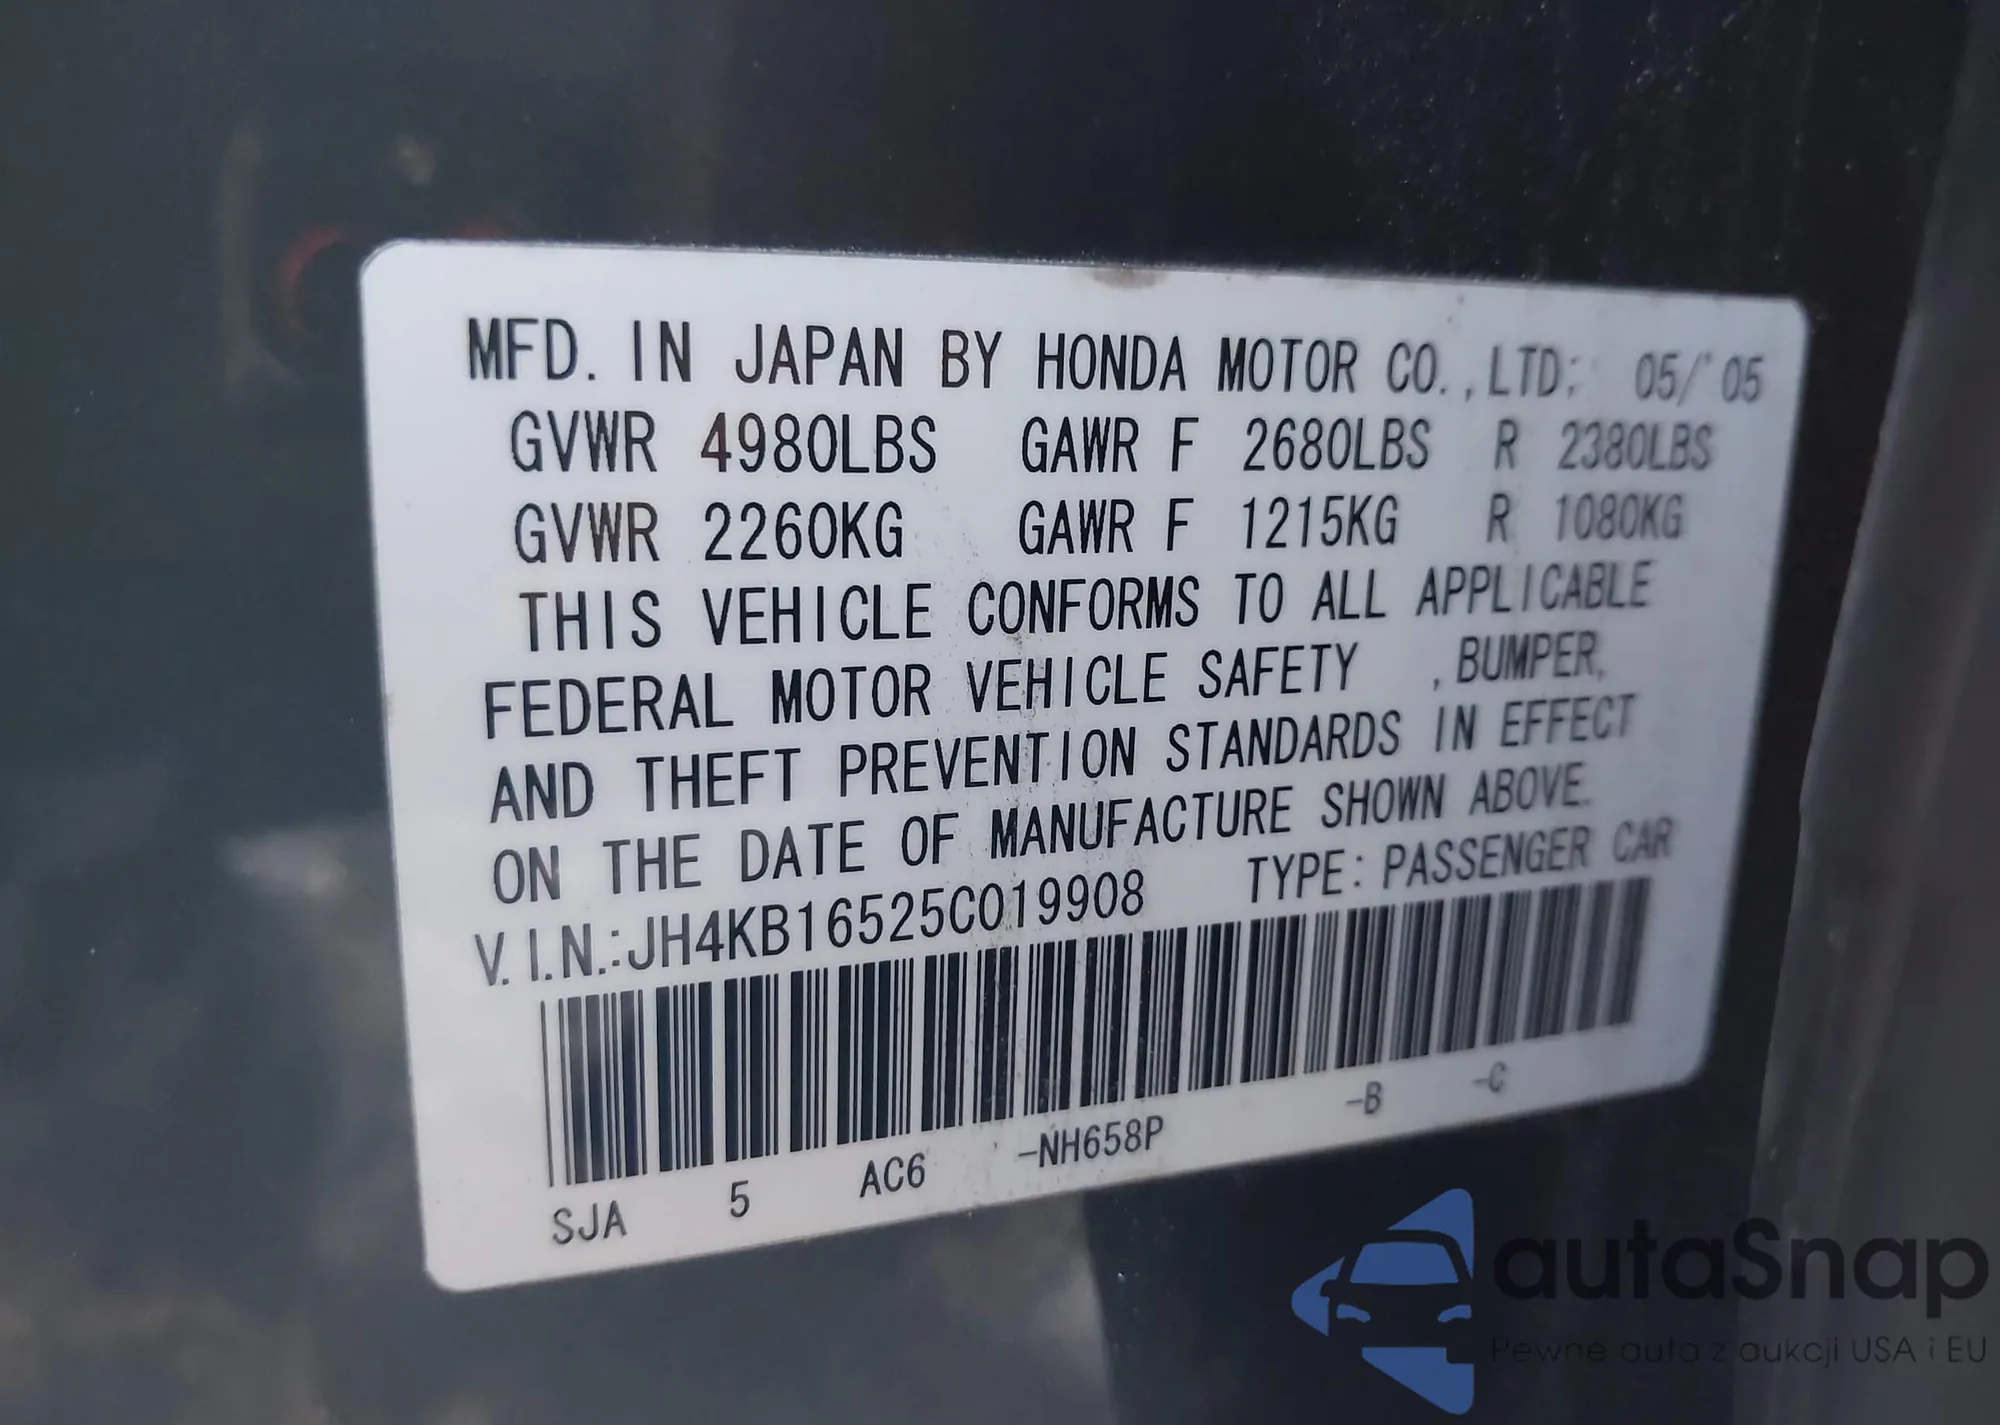 MFD. IN JAPAN BY HONDA MOTOR CO.,LTD; 05/'05
GVWR 4980LBS GAWR F 2680LBS R 2380LBS
GVWR 2260KG GAWR F 1215KG R 1080KG
THIS VEHICLE CONFORMS TO ALL APPLICABLE
FEDERAL MOTOR VEHICLE SAFETY , BUMPER,
AND THEFT PREVENTION STANDARDS IN EFFECT
ON THE DATE OF MANUFACTURE SHOWN ABOVE.
V.I.N.:JH4KB16525C019908 TYPE: PASSENGER CAR
SJA 5 AC6 -NH658P -B -C
autaSnap
Pewne auta z aukcji USA i EU